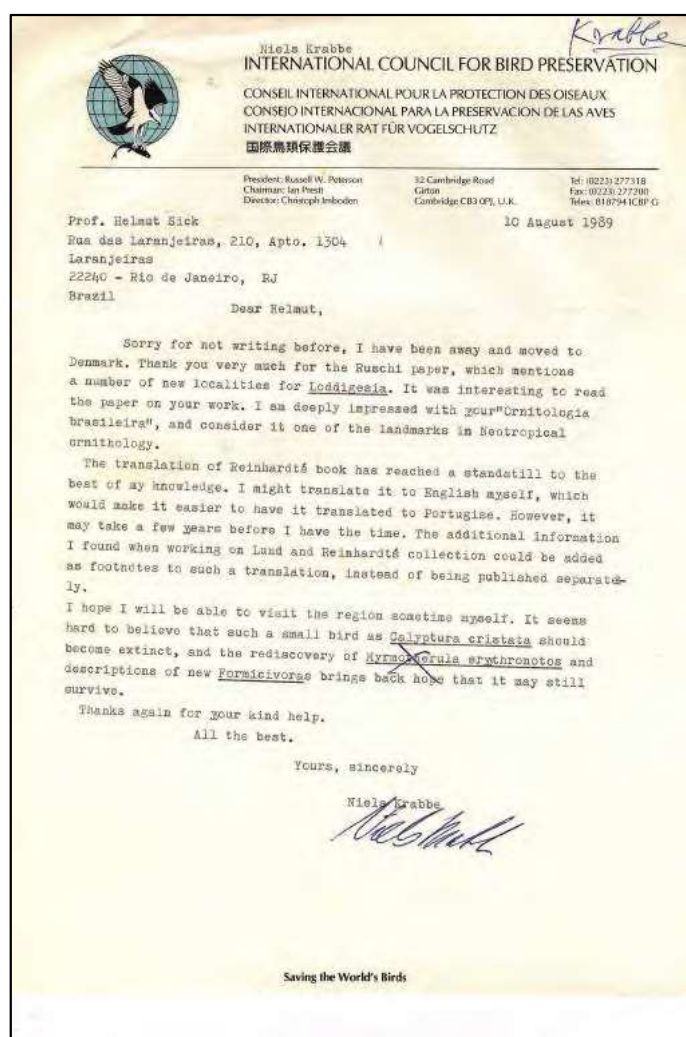 Krabbe
Niels Krabbe
INTERNATIONAL COUNCIL FOR BIRD PRESERVATION
CONSEIL INTERNATIONAL POUR LA PROTECTION DES OISEAUX
CONSEJO INTERNACIONAL PARA LA PRESERVACION DE LAS AVES
INTERNATIONALER RAT FÜR VOGELSCHUTZ
国際鳥類保護会議
President: Russell W. Peterson
Chairman: Ian Prestt
Director: Christoph Imboden
32 Cambridge Road
Girton
Cambridge CB3 0PJ, U.K.
Tel: (0223) 277318
Fax: (0223) 277200
Telex: 818794 ICBP G
10 August 1989
Prof. Helmut Sick
Rua das Laranjeiras, 210, Apto. 1304
Laranjeiras
22240 - Rio de Janeiro, RJ
Brazil
Dear Helmut,
Sorry for not writing before, I have been away and moved to
Denmark. Thank you very much for the Ruschi paper, which mentions
a number of new localities for Loddigesia. It was interesting to read
the paper on your work. I am deeply impressed with your"Ornitologia
brasileira", and consider it one of the landmarks in Neotropical
ornithology.
The translation of Reinhardts book has reached a standstill to the
best of my knowledge. I might translate it to English myself, which
would make it easier to have it translated to Portugise. However, it
may take a few years before I have the time. The additional information
I found when working on Lund and Reinhardts collection could be added
as footnotes to such a translation, instead of being published separate-
ly.
I hope I will be able to visit the region sometime myself. It seems
hard to believe that such a small bird as Calyptura cristata should
become extinct, and the rediscovery of Myrmotherula erythronotos and
descriptions of new Formicivoras brings back hope that it may still
survive.
Thanks again for your kind help.
All the best.
Yours, sincerely
Niels Krabbe
Niels Krabbe
Saving the World's Birds